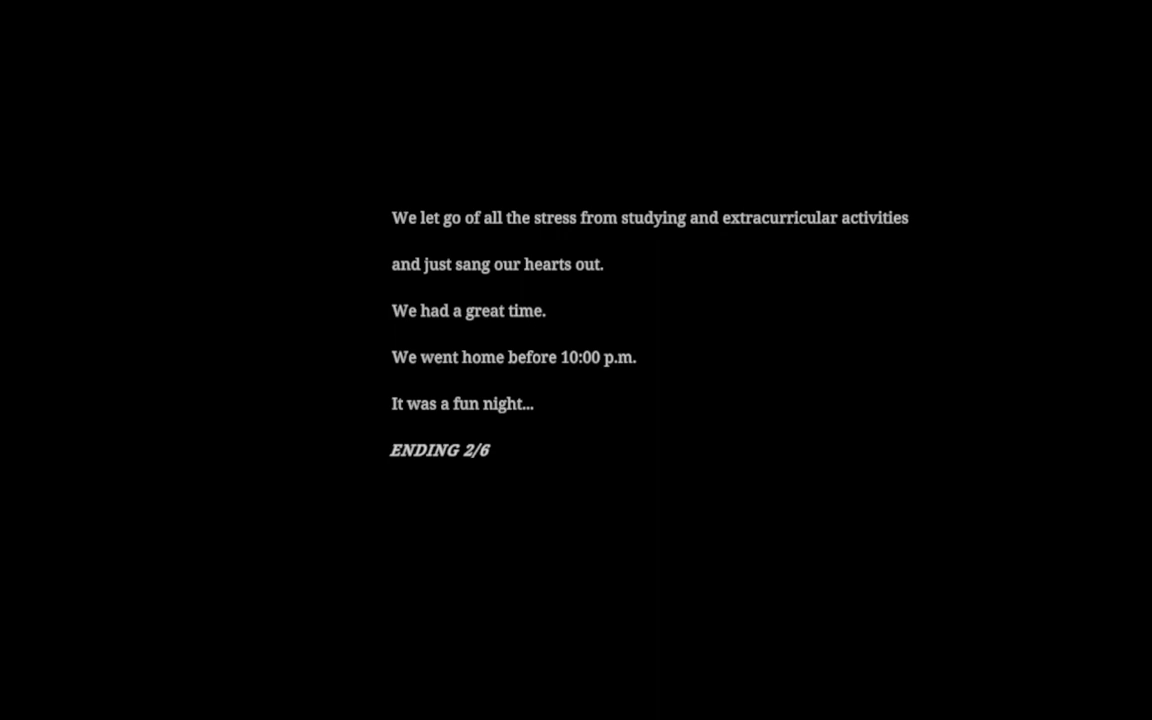 We let go of all the stress from studying and extracurricular activities
and just sang our hearts out.
We had a great time.
We went home before 10:00 p.m.
It was a fun night...
ENDING 2/6